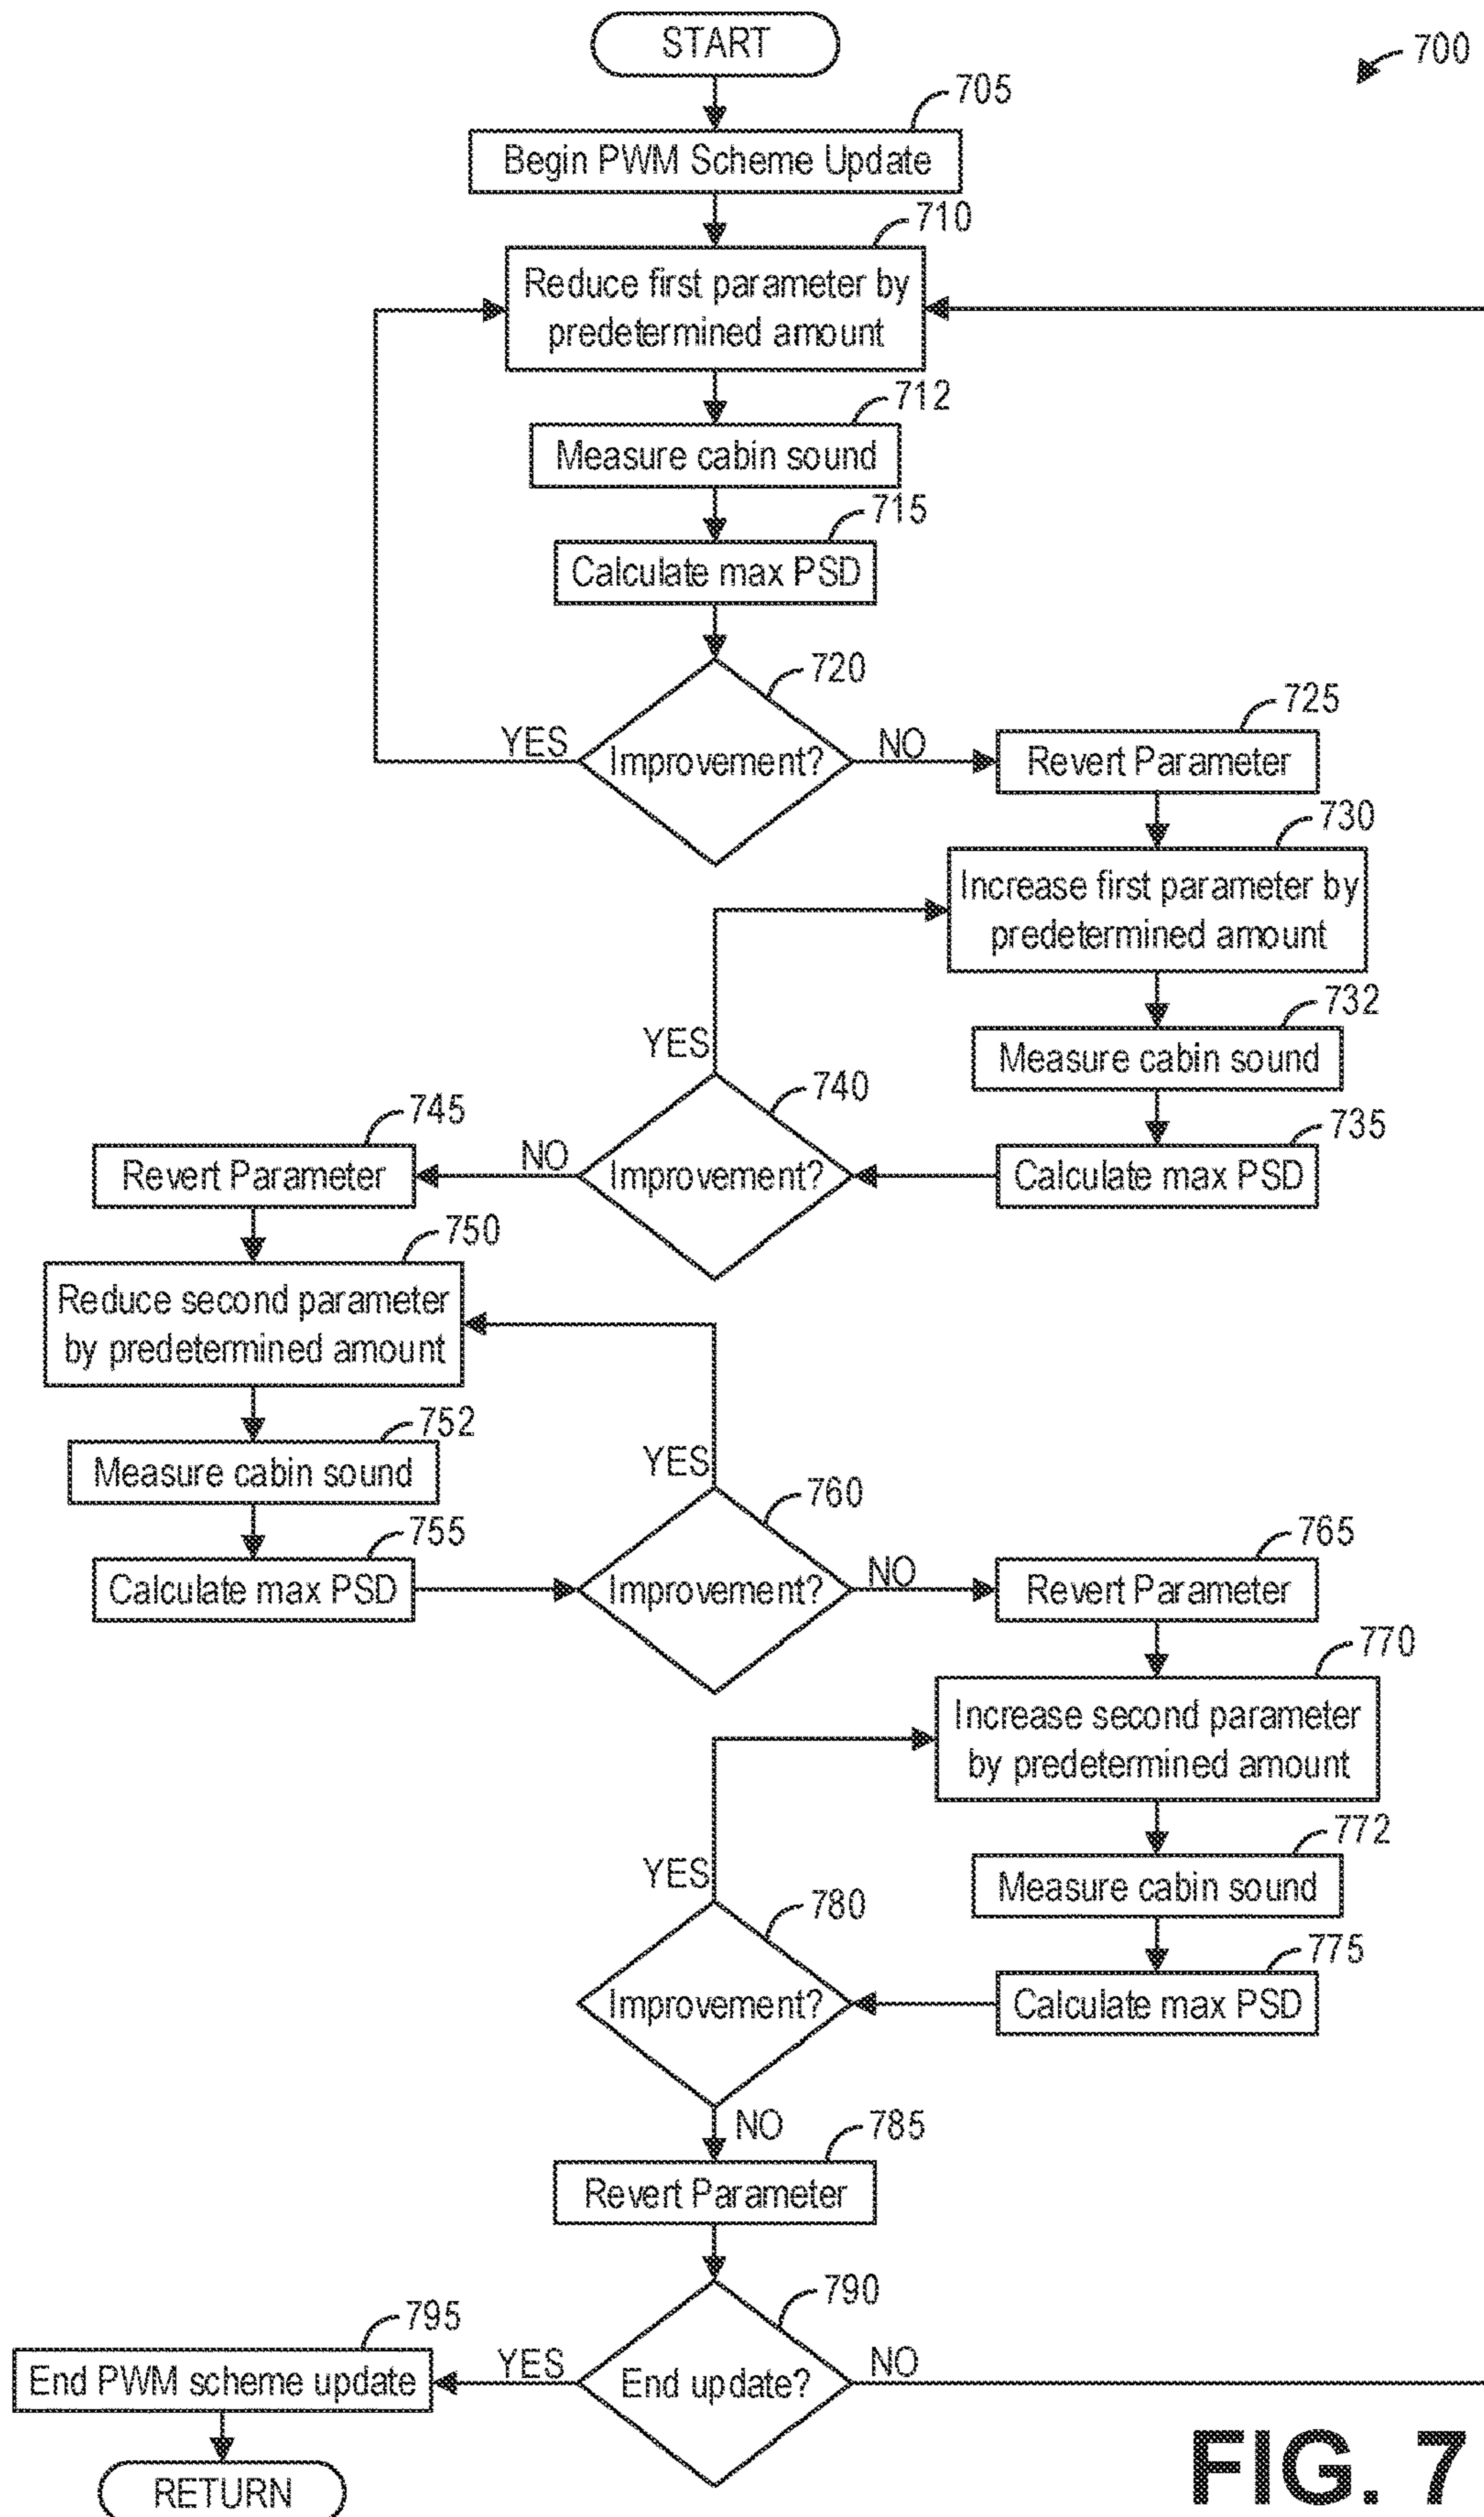 START
700
705
Begin PWM Scheme Update
710
Reduce first parameter by
predetermined amount
712
Measure cabin sound
715
Calculate max PSD
720
Improvement?
YES
NO
725
Revert Parameter
730
Increase first parameter by
predetermined amount
732
Measure cabin sound
735
Calculate max PSD
740
Improvement?
YES
NO
745
Revert Parameter
750
Reduce second parameter
by predetermined amount
752
Measure cabin sound
755
Calculate max PSD
760
Improvement?
YES
NO
765
Revert Parameter
770
Increase second parameter
by predetermined amount
772
Measure cabin sound
775
Calculate max PSD
780
Improvement?
YES
NO
785
Revert Parameter
790
End update?
YES
NO
795
End PWM scheme update
RETURN
FIG. 7